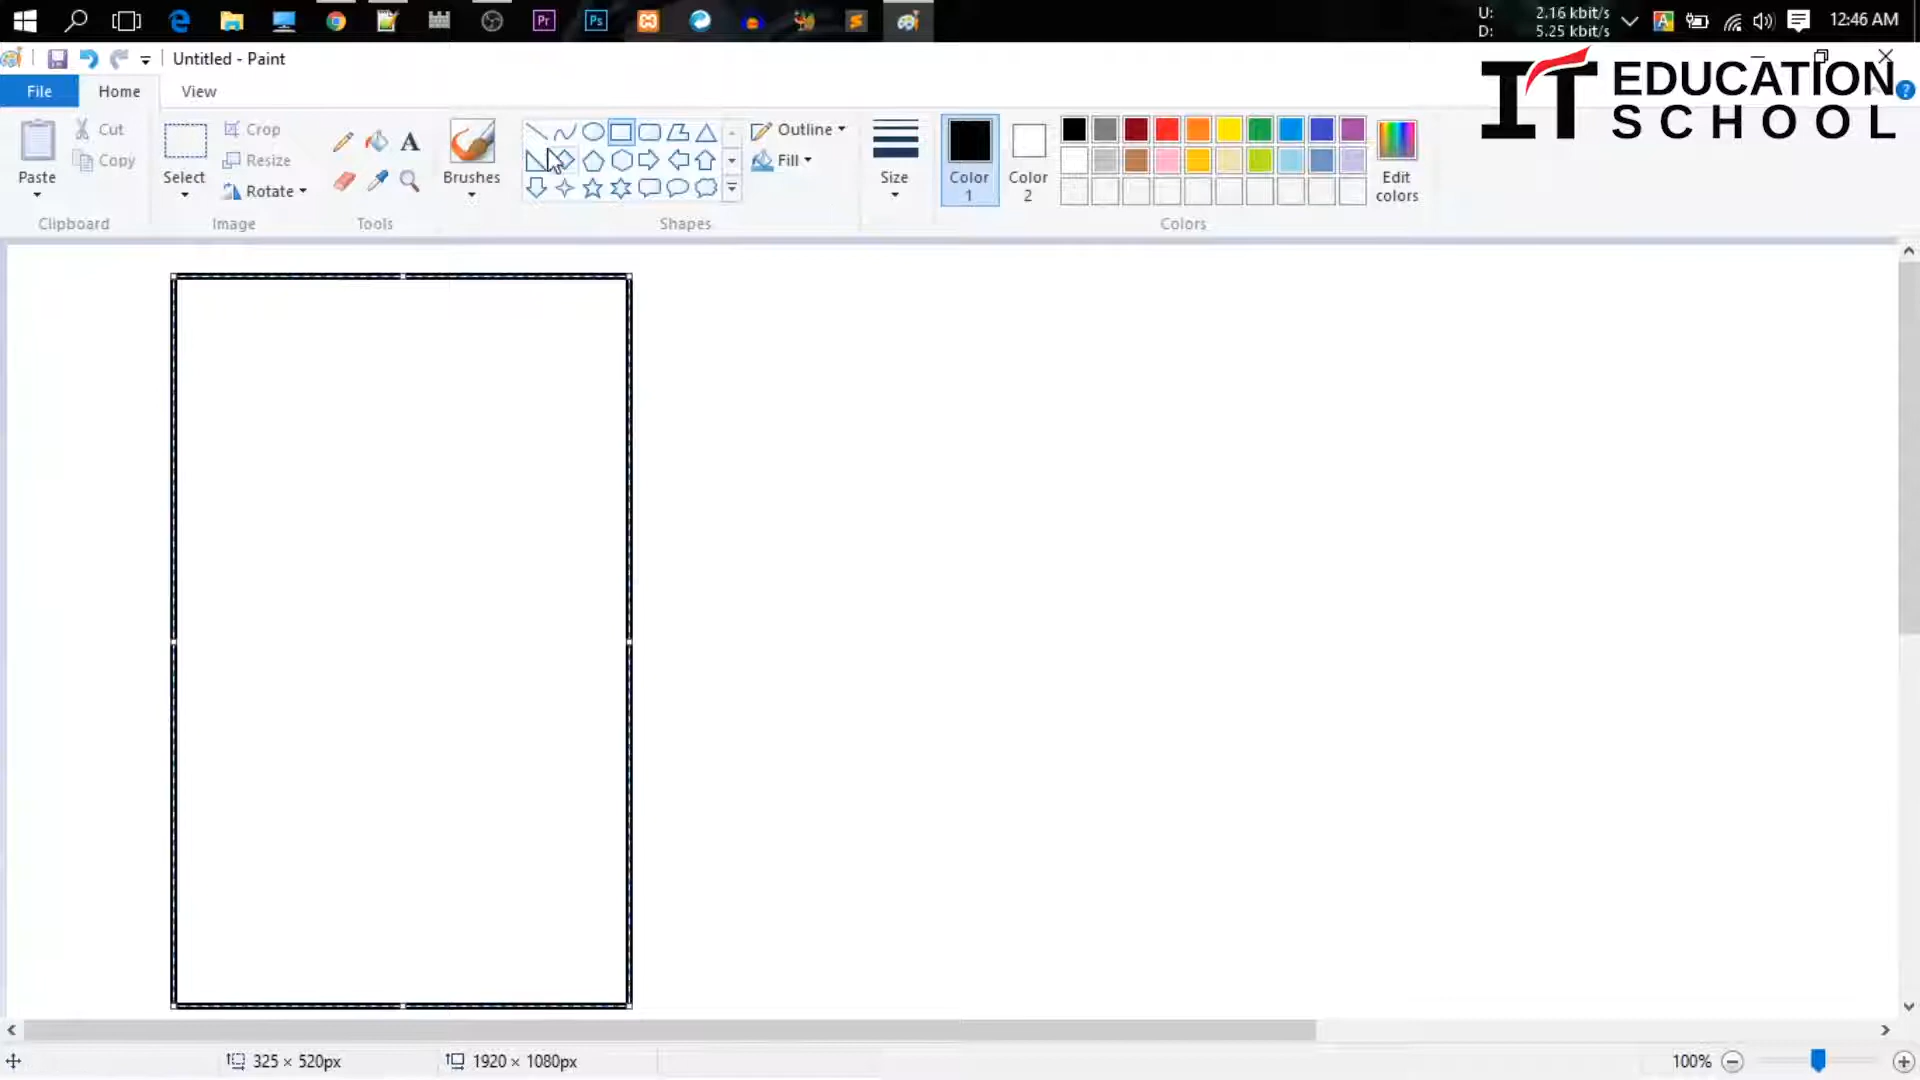 U: 2.16 kbit/s
D: 5.25 kbit/s
12:46 AM
Untitled - Paint
IT EDUCATION
SCHOOL
File Home View
Paste
Cut
Copy
Clipboard
Select
Crop
Resize
Rotate
Image
A
Tools
Brushes
Shapes
Outline
Fill
Size
Color
1
Color
2
Colors
Edit
colors
325 × 520px
1920 × 1080px
100%